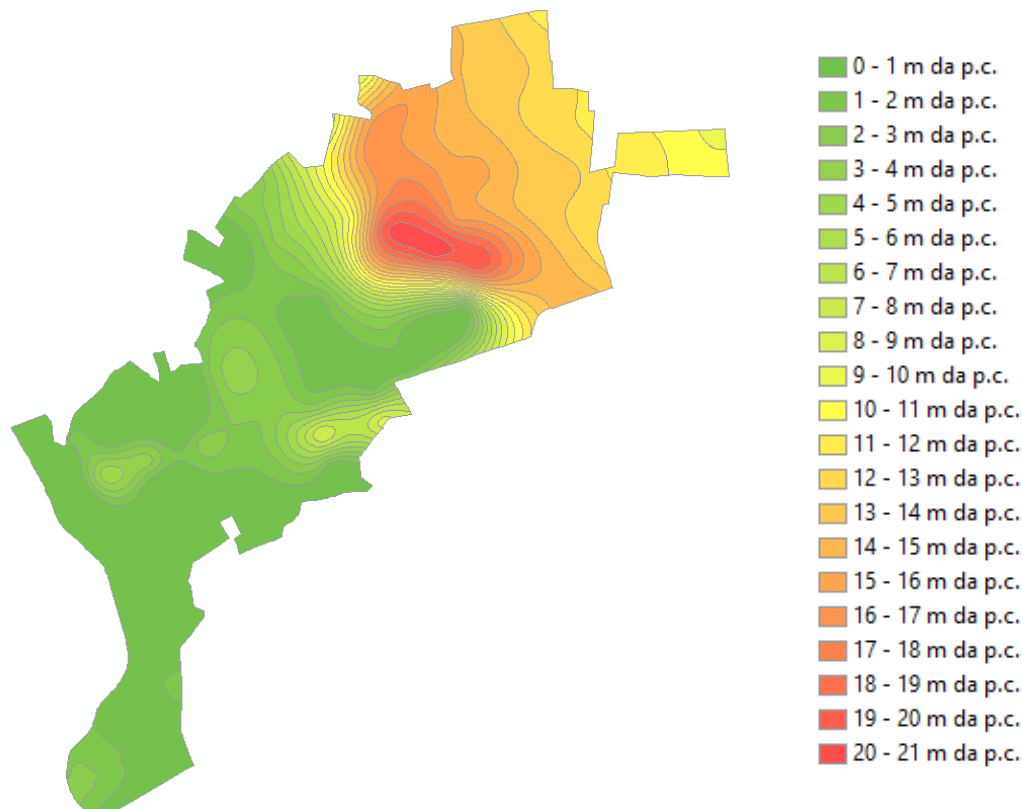 0 - 1 m da p.c.
1 - 2 m da p.c.
2 - 3 m da p.c.
3 - 4 m da p.c.
4 - 5 m da p.c.
5 - 6 m da p.c.
6 - 7 m da p.c.
7 - 8 m da p.c.
8 - 9 m da p.c.
9 - 10 m da p.c.
10 - 11 m da p.c.
11 - 12 m da p.c.
12 - 13 m da p.c.
13 - 14 m da p.c.
14 - 15 m da p.c.
15 - 16 m da p.c.
16 - 17 m da p.c.
17 - 18 m da p.c.
18 - 19 m da p.c.
19 - 20 m da p.c.
20 - 21 m da p.c.